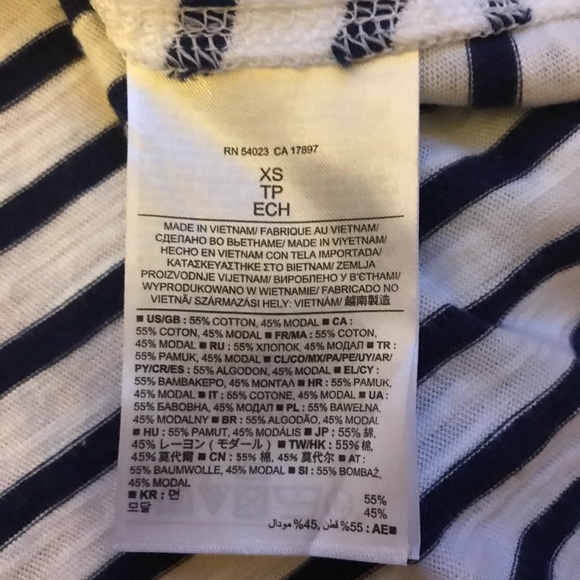 RN 54023 CA 17897
XS
TP
ECH
MADE IN VIETNAM/ FABRIQUE AU VIETNAM/
СДЕЛАНО ВО ВЬЕТНАМЕ/ MADE IN VIYETNAM/
HECHO EN VIETNAM CON TELA IMPORTADA/
ΚΑΤΑΣΚΕΥΑΣΤΗΚΕ ΣΤΟ ΒΙΕΤΝΑΜ/ ZEMLJA
PROIZVODNJE VIJETNAM/ ВИРОБЛЕНО У В'ЄТНАМІ/
WYPRODUKOWANO W WIETNAMIE/ FABRICADO NO
VIETNÃ/ SZÁRMAZÁSI HELY: VIETNÁM/ 越南製造
■ US/GB : 55% COTTON, 45% MODAL ■ CA :
55% COTON, 45% MODAL ■ FR/MA : 55% COTON,
45% MODAL ■ RU : 55% ХЛОПОК, 45% МОДАЛ ■ TR :
55% PAMUK, 45% MODAL ■ CL/CO/MX/PA/PE/UY/AR/
PY/CR/ES : 55% ALGODON, 45% MODAL ■ EL/CY :
55% ΒΑΜΒΑΚΕΡΟ, 45% ΜΟΝΤΑΛ ■ HR : 55% PAMUK,
45% MODAL ■ IT : 55% COTONE, 45% MODAL ■ UA :
55% БАВОВНА, 45% МОДАЛ ■ PL : 55% BAWEŁNA,
45% MODALNY ■ BR : 55% ALGODÃO, 45% MODAL
■ HU : 55% PAMUT, 45% MODÁLIS ■ JP : 55% 綿,
45% レーヨン ( モダール ) ■ TW/HK : 55% 棉,
45% 莫代爾 ■ CN : 55% 棉, 45% 莫代尔 ■ AT :
55% BAUMWOLLE, 45% MODAL ■ SI : 55% BOMBAŽ,
45% MODAL
■ KR : 면 55%
모달 45%
■AE : 55% قطن, 45% مودال